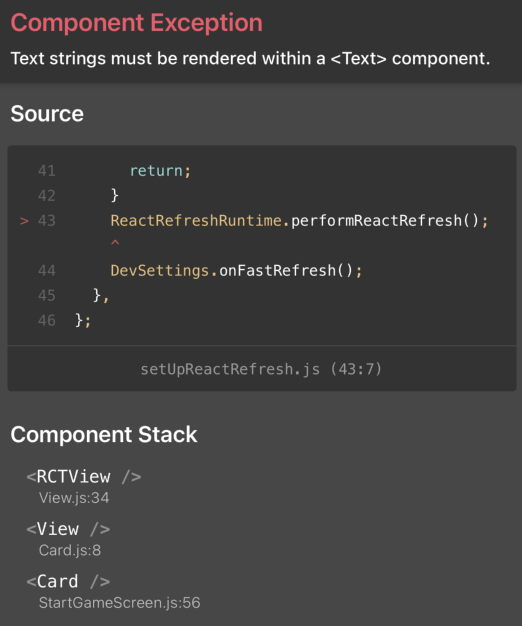 Component Exception
Text strings must be rendered within a <Text> component.
Source
41 return;
42 }
> 43 ReactRefreshRuntime.performReactRefresh();
^
44 DevSettings.onFastRefresh();
45 },
46 };
setUpReactRefresh.js (43:7)
Component Stack
<RCTView />
View.js:34
<View />
Card.js:8
<Card />
StartGameScreen.js:56